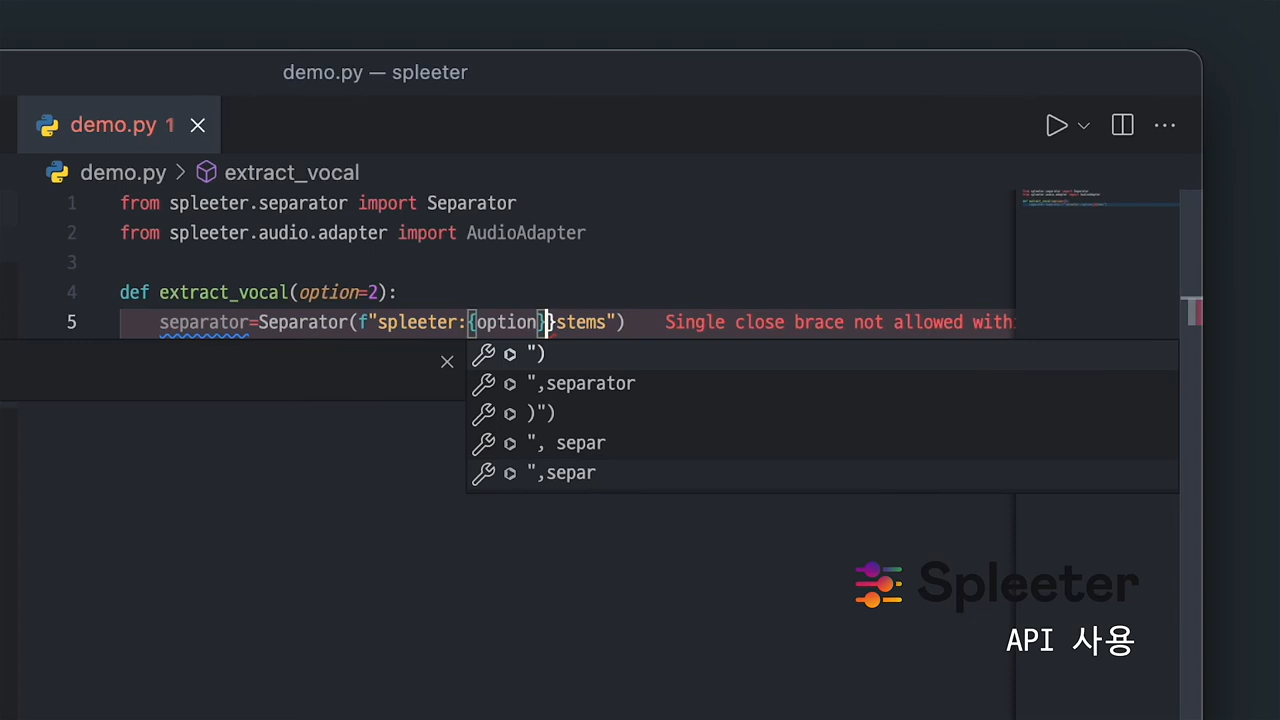 demo.py — spleeter
demo.py 1
demo.py > extract_vocal
1 from spleeter.separator import Separator
2 from spleeter.audio.adapter import AudioAdapter
3
4 def extract_vocal(option=2):
5 separator=Separator(f"spleeter:{option}}stems") Single close brace not allowed with
")
",separator
)")
", separ
",separ
Spleeter
API 사용